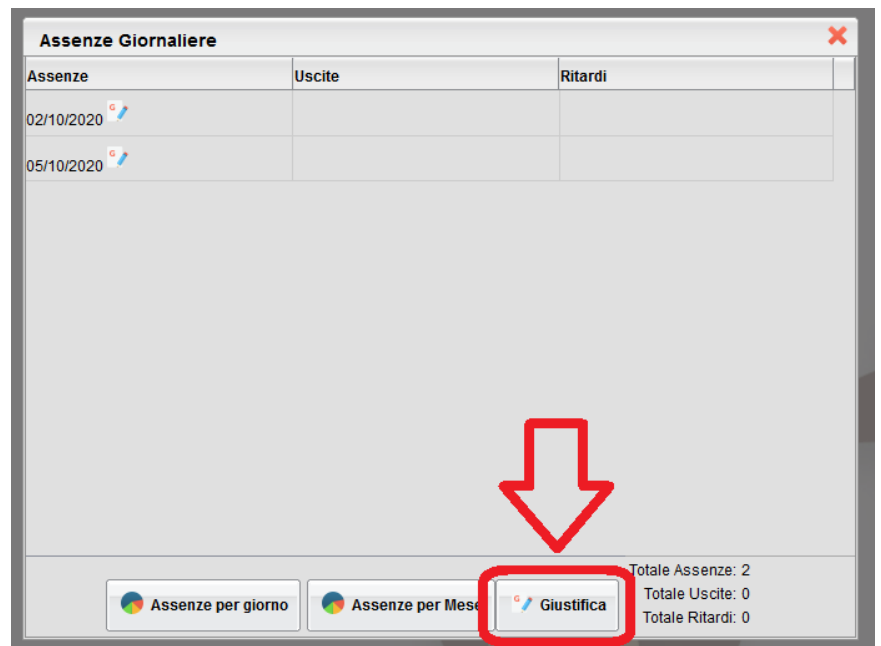 Assenze Giornaliere
Assenze Uscite Ritardi
02/10/2020 G
05/10/2020 G
Totale Assenze: 2
Assenze per giorno Assenze per Mese G Giustifica Totale Uscite: 0
Totale Ritardi: 0